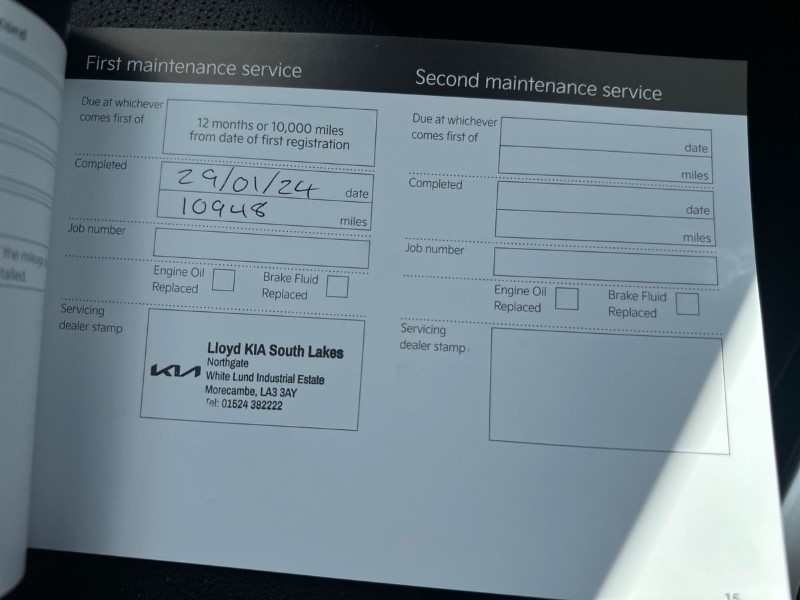 First maintenance service
Due at whichever
comes first of
12 months or 10,000 miles
from date of first registration
Completed
29/01/24 date
10948 miles
Job number
Engine Oil
Replaced
Brake Fluid
Replaced
Servicing
dealer stamp
KIA
Lloyd KIA South Lakes
Northgate
White Lund Industrial Estate
Morecambe, LA3 3AY
Tel: 01524 382222
Second maintenance service
Due at whichever
comes first of
date
miles
Completed
date
miles
Job number
Engine Oil
Replaced
Brake Fluid
Replaced
Servicing
dealer stamp
15